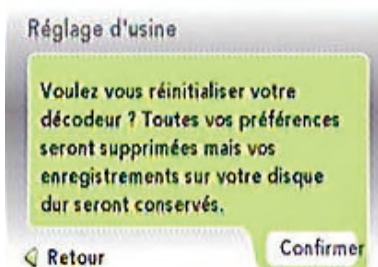 Réglage d'usine
Voulez vous réinitialiser votre
décodeur ? Toutes vos préférences
seront supprimées mais vos
enregistrements sur votre disque
dur seront conservés.
Retour
Confirmer